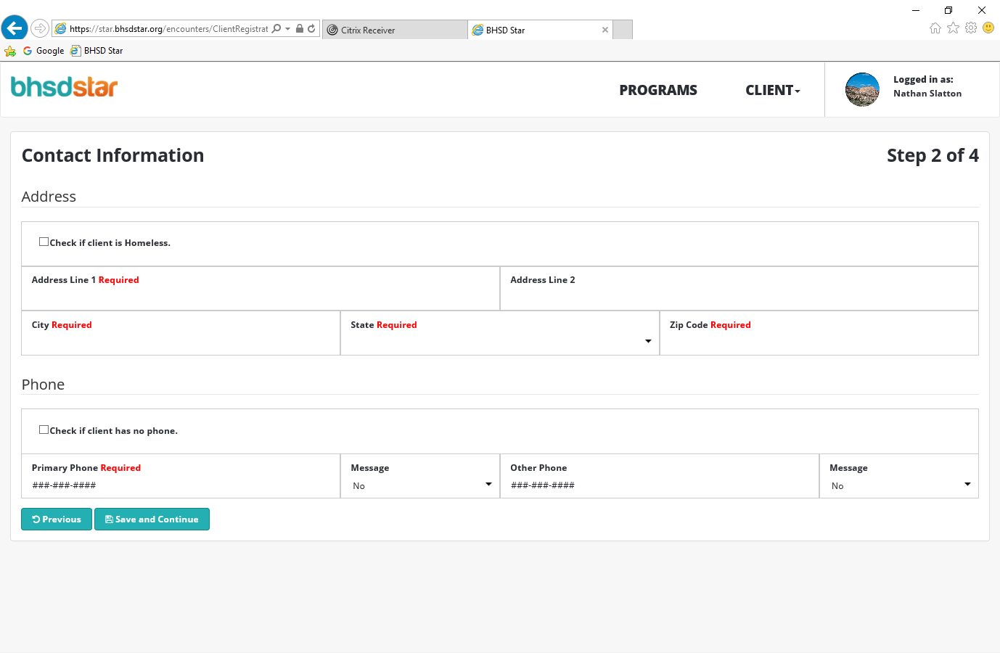 https://star.bhsdstar.org/encounters/ClientRegistrat
Citrix Receiver
BHSD Star
Google
BHSD Star
bhsdstar
PROGRAMS
CLIENT
Logged in as:
Nathan Slatton
Contact Information
Step 2 of 4
Address
Check if client is Homeless.
Address Line 1 Required
Address Line 2
City Required
State Required
Zip Code Required
Phone
Check if client has no phone.
Primary Phone Required
Message
Other Phone
Message
###-###-####
No
###-###-####
No
Previous
Save and Continue